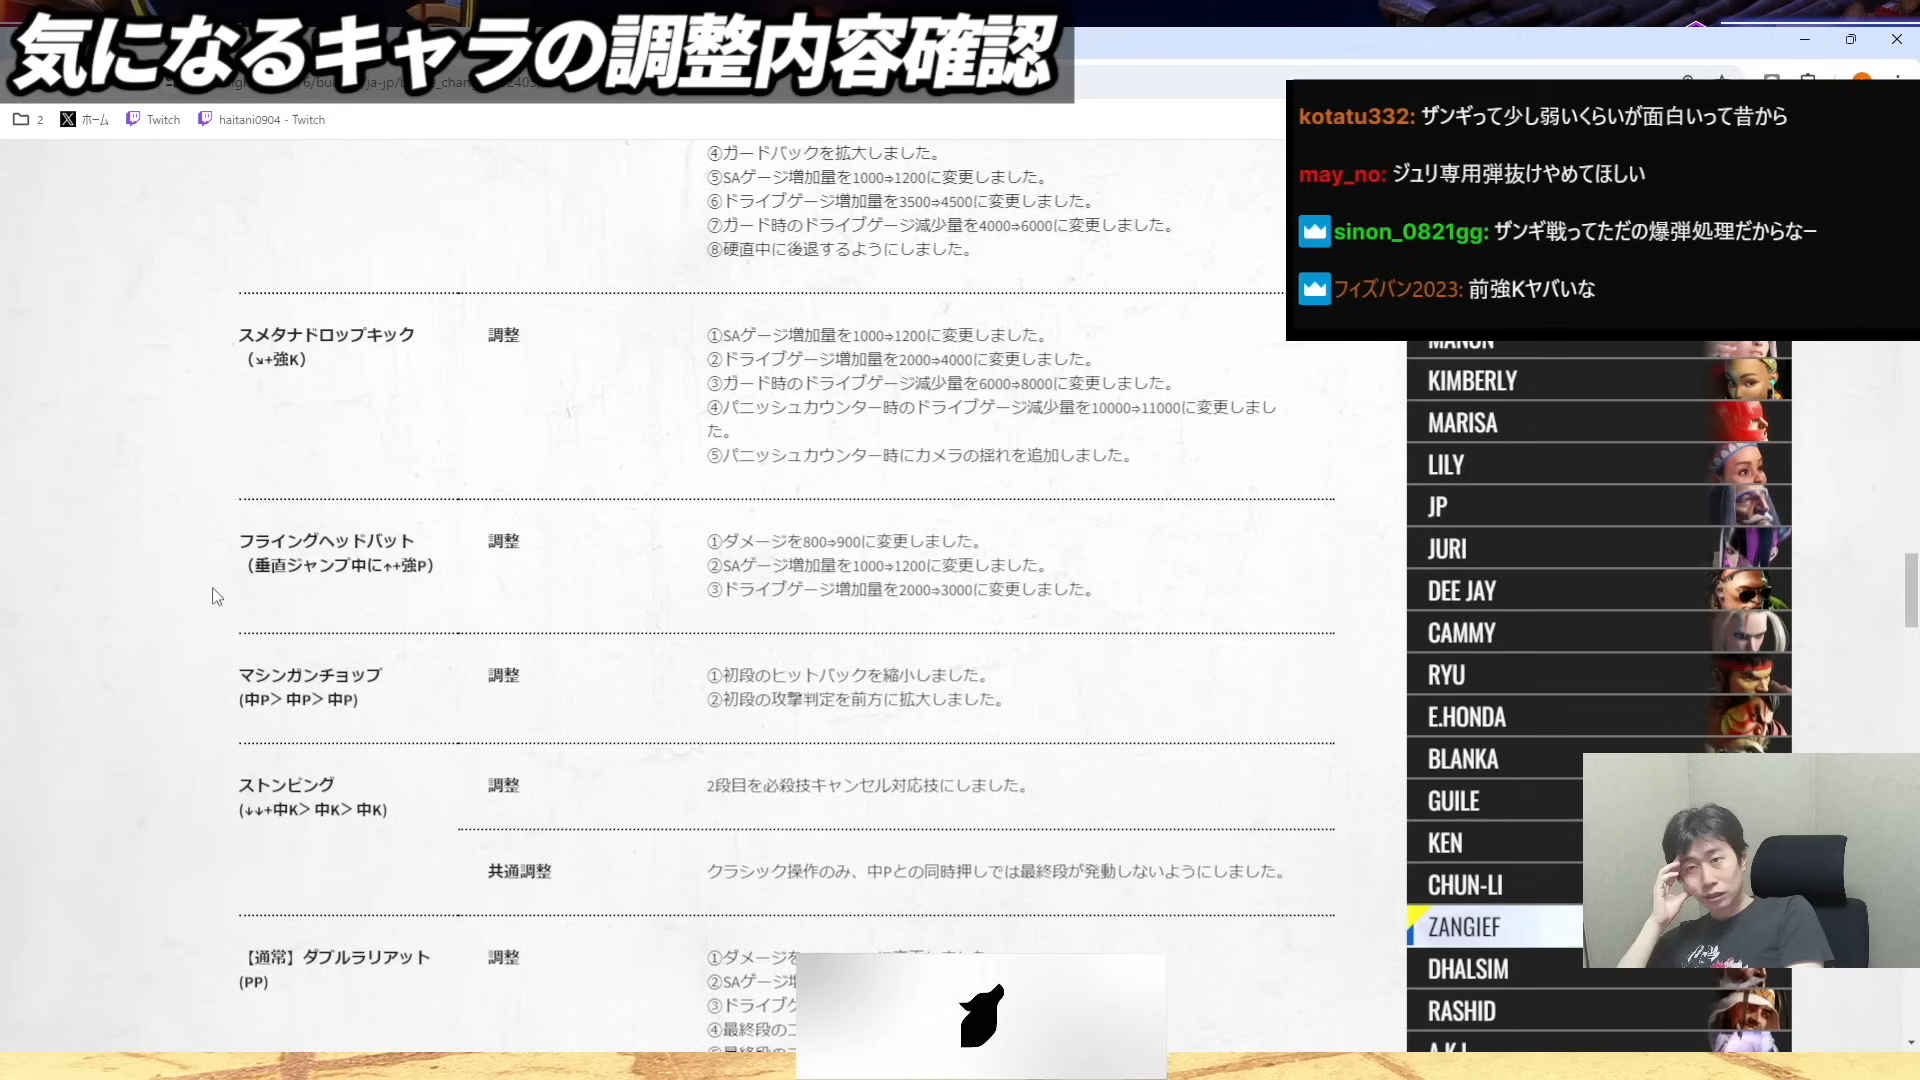 気になるキャラの調整内容確認
2
ホーム
Twitch
haitani0904 - Twitch
kotatu332: ザンギって少し弱いくらいが面白いって昔から
may_no: ジュリ専用弾抜けやめてほしい
sinon_0821gg: ザンギ戦ってただの爆弾処理だからなー
フィズバン2023: 前強Kヤバいな
④ガードバックを拡大しました。
⑤SAゲージ増加量を1000⇒1200に変更しました。
⑥ドライブゲージ増加量を3500⇒4500に変更しました。
⑦ガード時のドライブゲージ減少量を4000⇒6000に変更しました。
⑧硬直中に後退するようにしました。
スメタナドロップキック
（↘+強K）
調整
①SAゲージ増加量を1000⇒1200に変更しました。
②ドライブゲージ増加量を2000⇒4000に変更しました。
③ガード時のドライブゲージ減少量を6000⇒8000に変更しました。
④パニッシュカウンター時のドライブゲージ減少量を10000⇒11000に変更しまし
た。
⑤パニッシュカウンター時にカメラの揺れを追加しました。
フライングヘッドバット
（垂直ジャンプ中に↑+強P）
調整
①ダメージを800⇒900に変更しました。
②SAゲージ増加量を1000⇒1200に変更しました。
③ドライブゲージ増加量を2000⇒3000に変更しました。
マシンガンチョップ
(中P＞中P＞中P)
調整
①初段のヒットバックを縮小しました。
②初段の攻撃判定を前方に拡大しました。
ストンピング
(↓↓+中K＞中K＞中K)
調整
2段目を必殺技キャンセル対応技にしました。
共通調整
クラシック操作のみ、中Pとの同時押しでは最終段が発動しないようにしました。
【通常】ダブルラリアット
(PP)
調整
①ダメージを
②SAゲージ増
③ドライブゲ
④最終段の
MANON
KIMBERLY
MARISA
LILY
JP
JURI
DEE JAY
CAMMY
RYU
E.HONDA
BLANKA
GUILE
KEN
CHUN-LI
ZANGIEF
DHALSIM
RASHID
A.K.I.